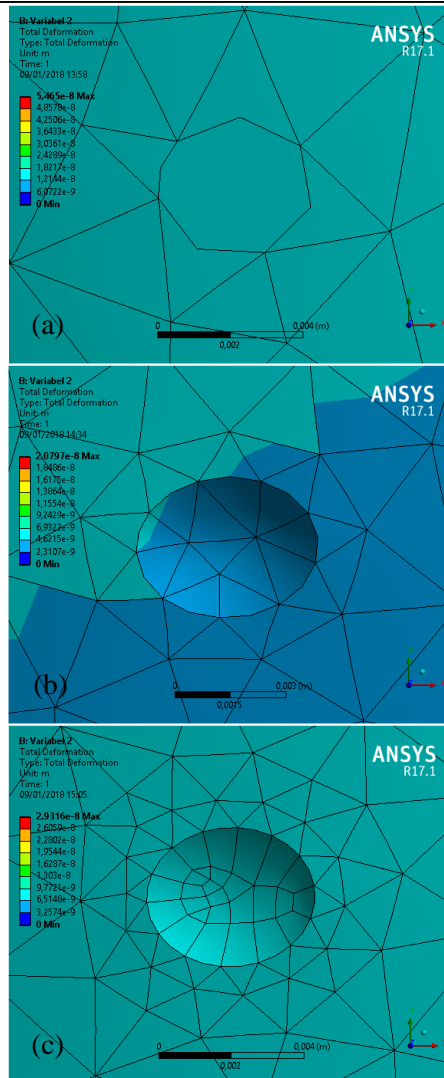 B: Variabel 2
Total Deformation
Type: Total Deformation
Unit: m
Time: 1
09/01/2018 13:58
ANSYS
R17.1
5,465e-8 Max
4,8578e-8
4,2506e-8
3,6433e-8
3,0361e-8
2,4289e-8
1,8217e-8
1,2144e-8
6,0722e-9
0 Min
(a)
0
0,004 (m)
0,002
B: Variabel 2
Total Deformation
Type: Total Deformation
Unit: m
Time: 1
09/01/2018 14:34
ANSYS
R17.1
2,0797e-8 Max
1,8486e-8
1,6175e-8
1,3864e-8
1,1554e-8
9,2429e-9
6,9322e-9
4,6215e-9
2,3107e-9
0 Min
(b)
0
0,003 (m)
0,0015
B: Variabel 2
Total Deformation
Type: Total Deformation
Unit: m
Time: 1
09/01/2018 15:05
ANSYS
R17.1
2,9316e-8 Max
2,6059e-8
2,2802e-8
1,9544e-8
1,6287e-8
1,303e-8
9,7721e-9
6,5148e-9
3,2574e-9
0 Min
(c)
0
0,004 (m)
0,002